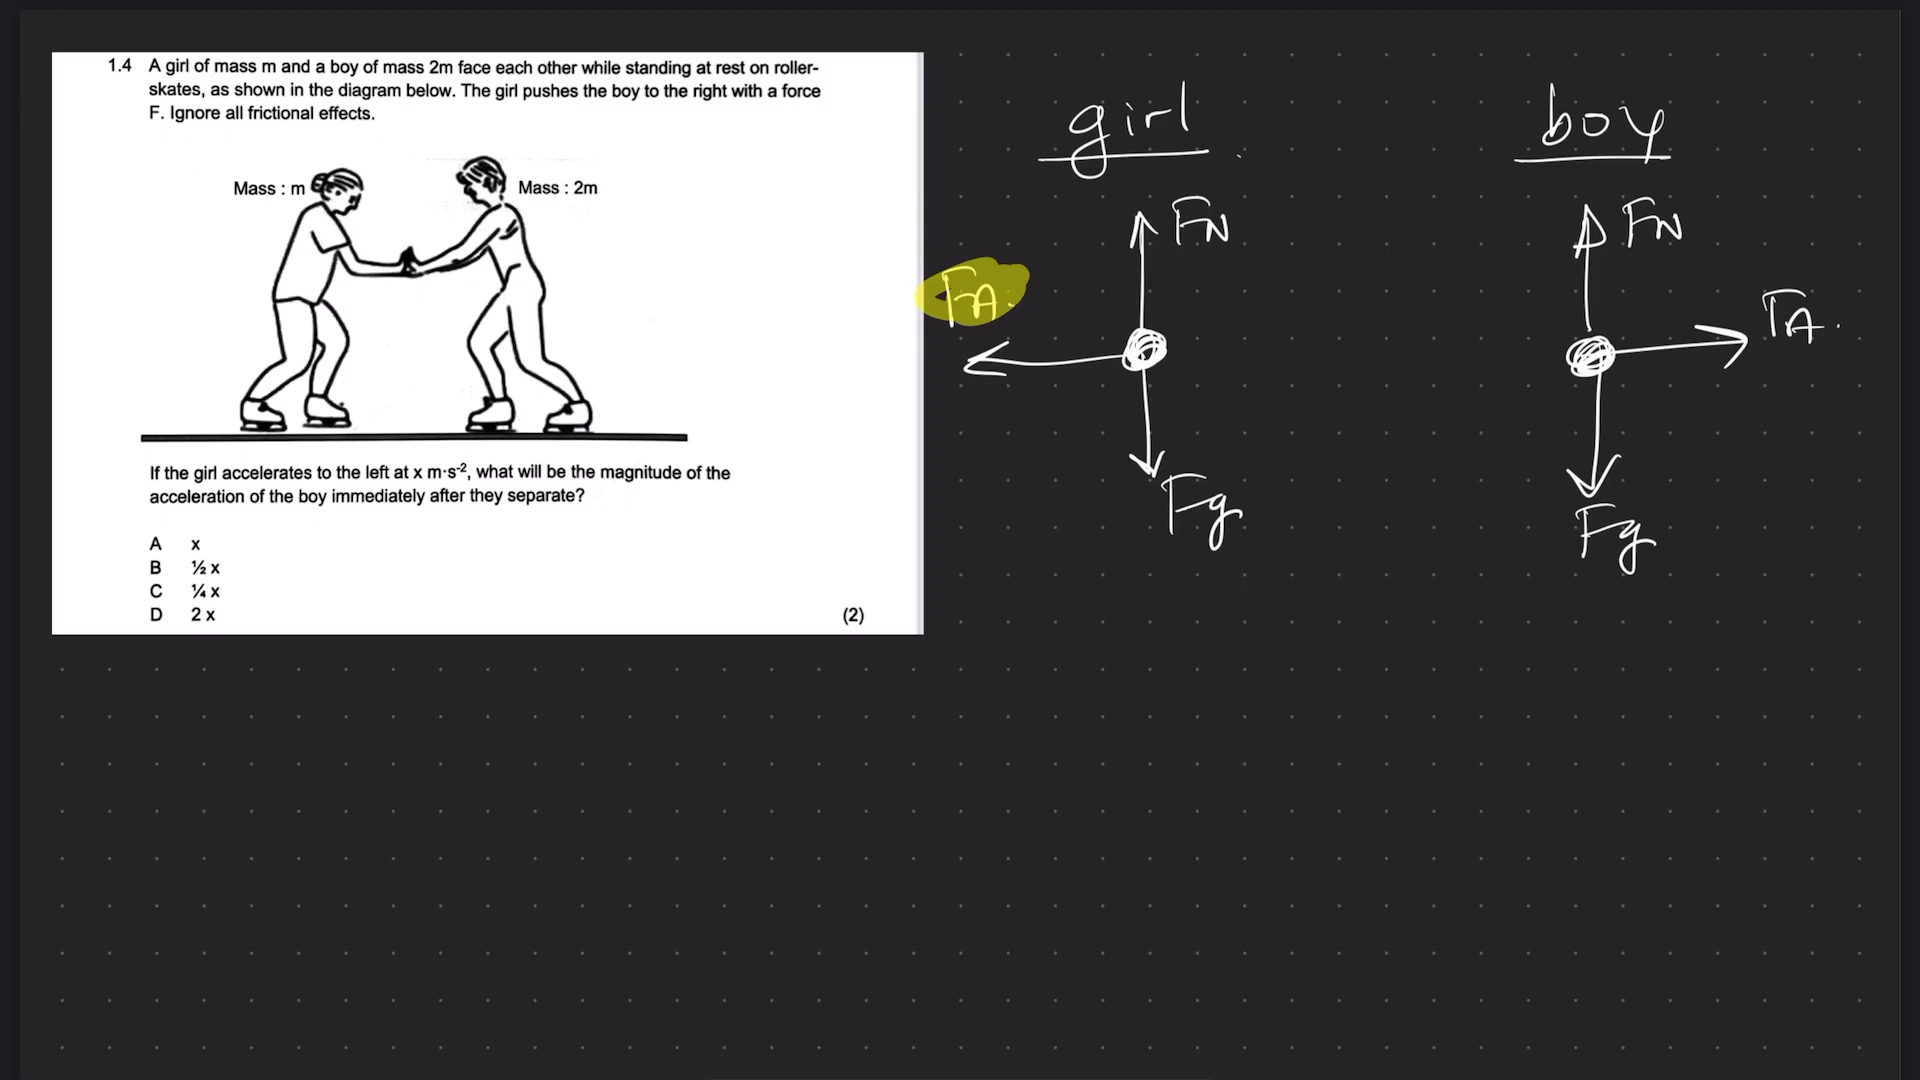 1.4 A girl of mass m and a boy of mass 2m face each other while standing at rest on roller-
skates, as shown in the diagram below. The girl pushes the boy to the right with a force
F. Ignore all frictional effects.
Mass : m
Mass : 2m
If the girl accelerates to the left at x m·s⁻², what will be the magnitude of the
acceleration of the boy immediately after they separate?
A x
B ½ x
C ¼ x
D 2 x
(2)
girl
FN
FA
Fg
boy
FN
FA
Fg